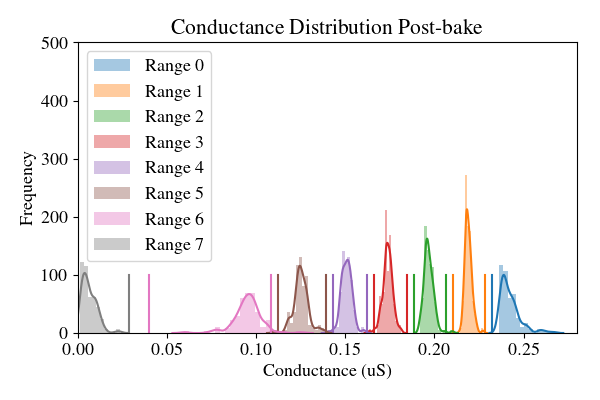 Conductance Distribution Post-bake
500
400
300
200
100
0
Frequency
Range 0
Range 1
Range 2
Range 3
Range 4
Range 5
Range 6
Range 7
0.00 0.05 0.10 0.15 0.20 0.25
Conductance (uS)